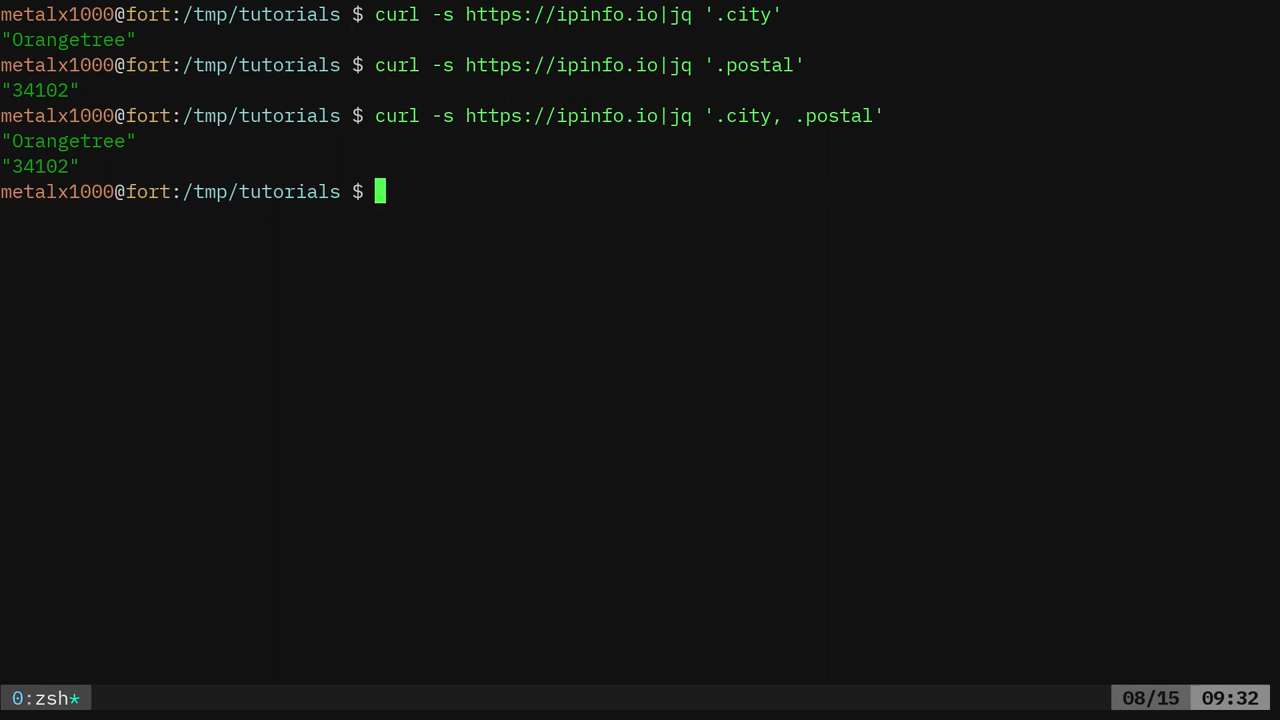 metalx1000@fort:/tmp/tutorials $ curl -s https://ipinfo.io|jq '.city'
"Orangetree"
metalx1000@fort:/tmp/tutorials $ curl -s https://ipinfo.io|jq '.postal'
"34102"
metalx1000@fort:/tmp/tutorials $ curl -s https://ipinfo.io|jq '.city, .postal'
"Orangetree"
"34102"
metalx1000@fort:/tmp/tutorials $
0:zsh* 08/15 09:32